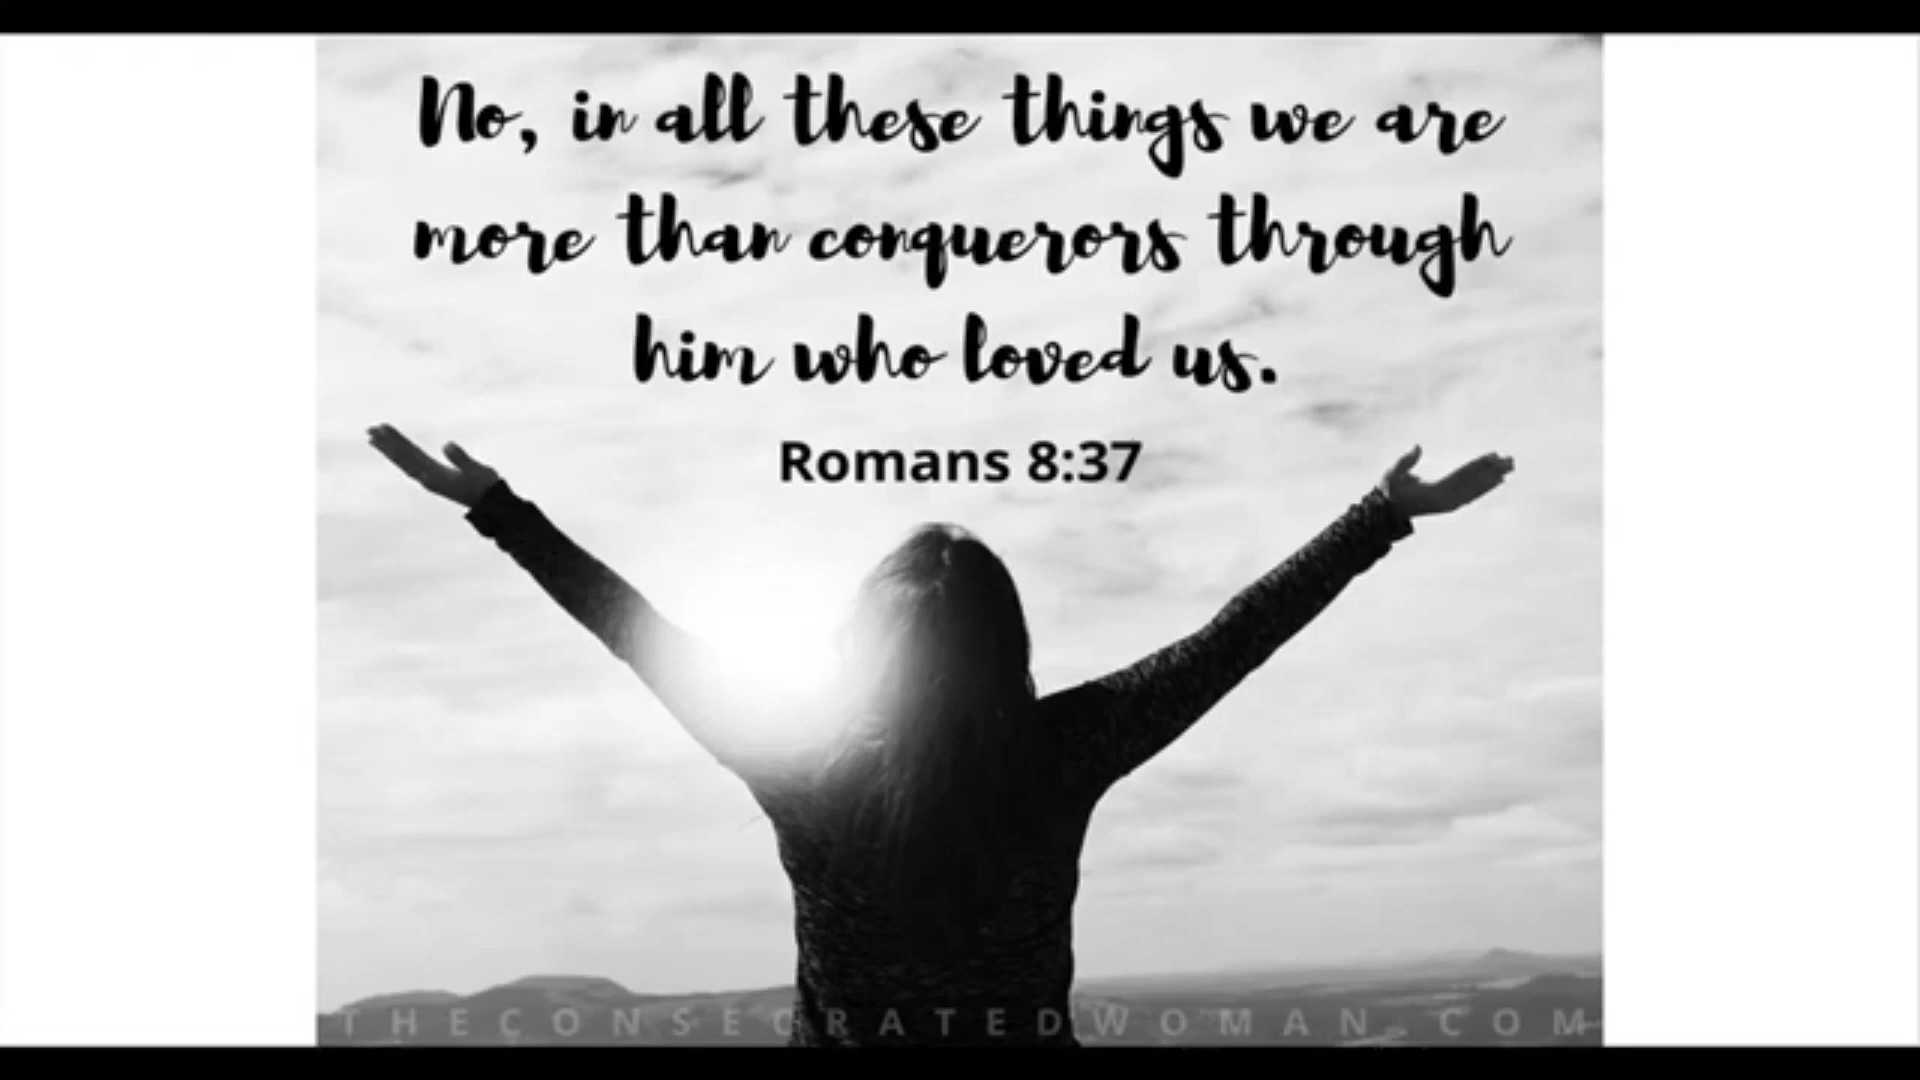 No, in all these things we are
more than conquerors through
him who loved us.
Romans 8:37
THECONSECRATEDWOMAN.COM